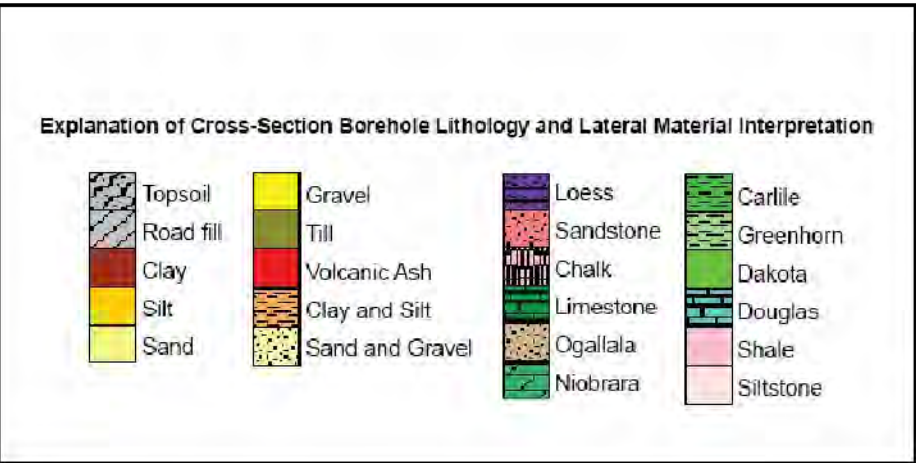 Explanation of Cross-Section Borehole Lithology and Lateral Material Interpretation
Topsoil
Road fill
Clay
Silt
Sand
Gravel
Till
Volcanic Ash
Clay and Silt
Sand and Gravel
Loess
Sandstone
Chalk
Limestone
Ogallala
Niobrara
Carlile
Greenhorn
Dakota
Douglas
Shale
Siltstone